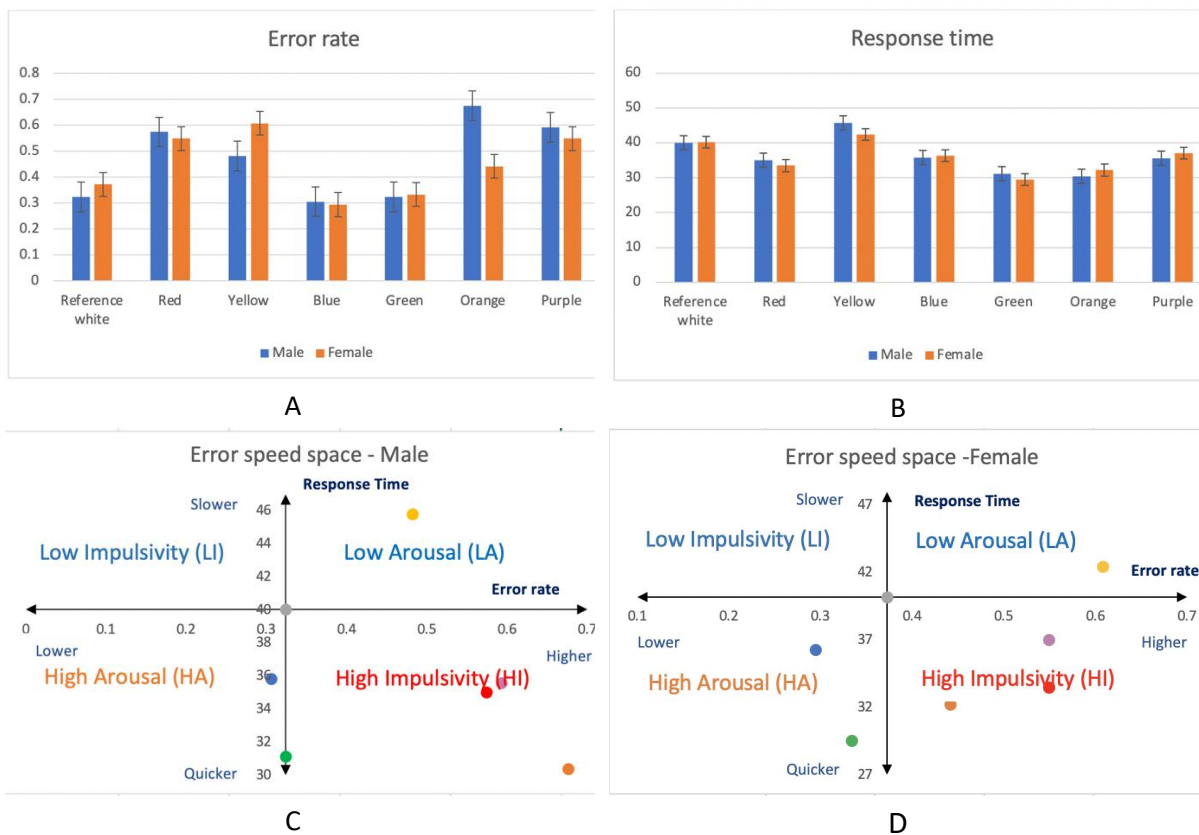 Error rate
0.8
0.7
0.6
0.5
0.4
0.3
0.2
0.1
0
Reference white Red Yellow Blue Green Orange Purple
Male Female
A
Response time
60
50
40
30
20
10
0
Reference white Red Yellow Blue Green Orange Purple
Male Female
B
Error speed space - Male
Response Time
Slower
46
Low Impulsivity (LI) 44 Low Arousal (LA)
42
Error rate
40
0 0.1 0.2 0.3 0.4 0.5 0.6 0.7
38
Lower Higher
High Arousal (HA) 36 High Impulsivity (HI)
34
32
Quicker 30
C
Error speed space -Female
Slower 47 Response Time
Low Impulsivity (LI) Low Arousal (LA)
42 Error rate
0.1 0.2 0.3 0.4 0.5 0.6 0.7
Lower 37 Higher
High Arousal (HA) High Impulsivity (HI)
32
Quicker 27
D